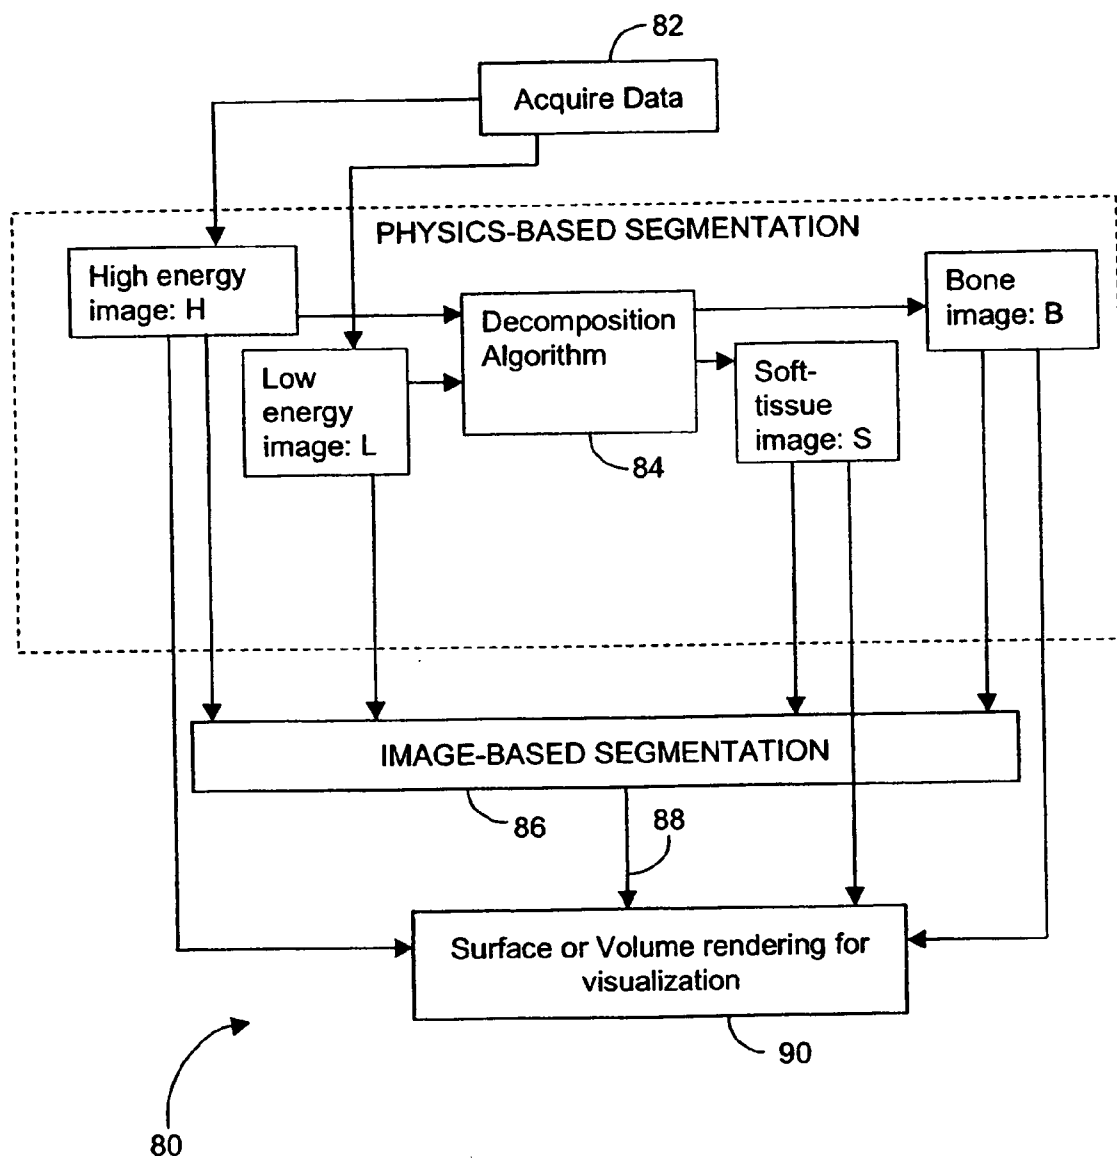 82
Acquire Data
PHYSICS-BASED SEGMENTATION
High energy
image: H
Low
energy
image: L
Decomposition
Algorithm
84
Soft-
tissue
image: S
Bone
image: B
IMAGE-BASED SEGMENTATION
86
88
Surface or Volume rendering for
visualization
90
80